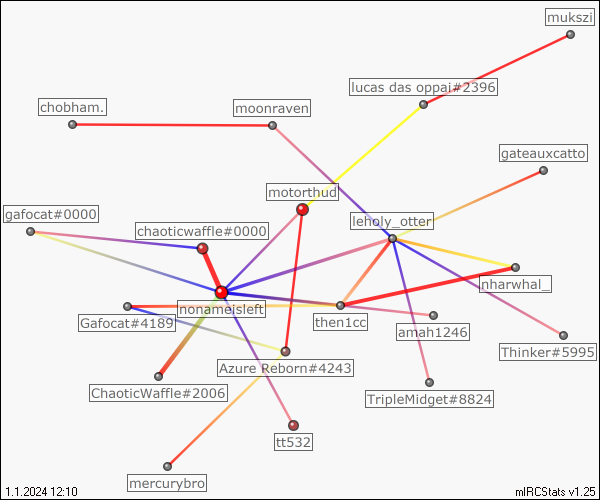 mukszi
lucas das oppai#2396
chobham.
moonraven
gateauxcatto
motorthud
gafocat#0000
leholy_otter
chaoticwaffle#0000
nharwhal_
nonameisleft
Gafocat#4189
then1cc
amah1246
Thinker#5995
Azure Reborn#4243
ChaoticWaffle#2006
TripleMidget#8824
tt532
mercurybro
1.1.2024 12:10
mIRCStats v1.25